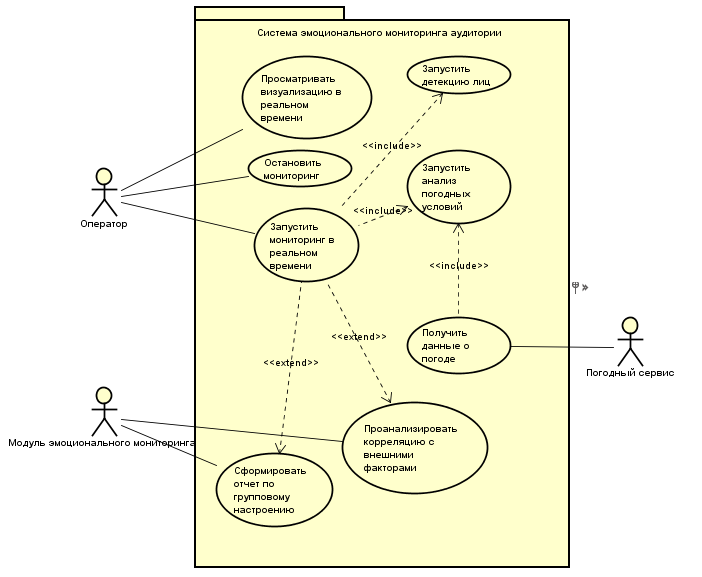 Система эмоционального мониторинга аудитории
Просматривать
визуализацию в
реальном
времени
Запустить
детекцию лиц
<<include>>
Остановить
мониторинг
Запустить
анализ
погодных
условий
<<include>>
Оператор
Запустить
мониторинг в
реальном
времени
<<include>>
Получить
данные о
погоде
<<extend>>
<<extend>>
Погодный сервис
Модуль эмоционального мониторинга
Проанализировать
корреляцию с
внешними
факторами
Сформировать
отчет по
групповому
настроению